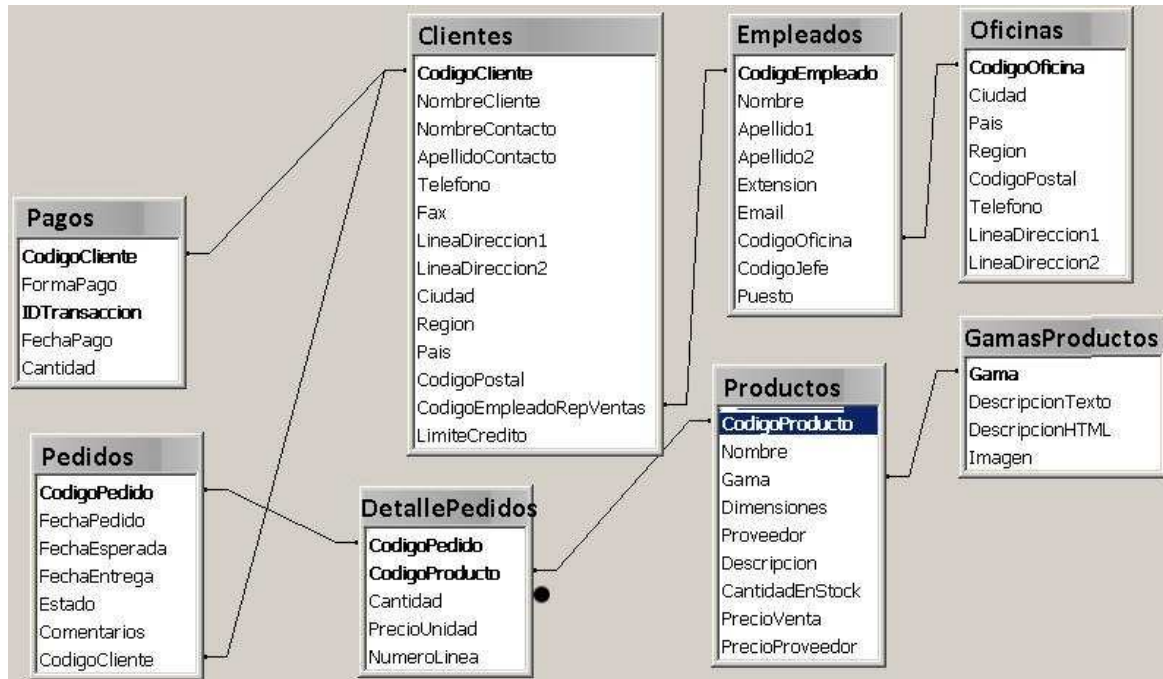 Clientes
CodigoCliente
NombreCliente
NombreContacto
ApellidoContacto
Telefono
Fax
LineaDireccion1
LineaDireccion2
Ciudad
Region
Pais
CodigoPostal
CodigoEmpleadoRepVentas
LimiteCredito
Empleados
CodigoEmpleado
Nombre
Apellido1
Apellido2
Extension
Email
CodigoOficina
CodigoJefe
Puesto
Oficinas
CodigoOficina
Ciudad
Pais
Region
CodigoPostal
Telefono
LineaDireccion1
LineaDireccion2
Pagos
CodigoCliente
FormaPago
IDTransaccion
FechaPago
Cantidad
GamasProductos
Gama
DescripcionTexto
DescripcionHTML
Imagen
Productos
CodigoProducto
Nombre
Gama
Dimensiones
Proveedor
Descripcion
CantidadEnStock
PrecioVenta
PrecioProveedor
Pedidos
CodigoPedido
FechaPedido
FechaEsperada
FechaEntrega
Estado
Comentarios
CodigoCliente
DetallePedidos
CodigoPedido
CodigoProducto
Cantidad
PrecioUnidad
NumeroLinea